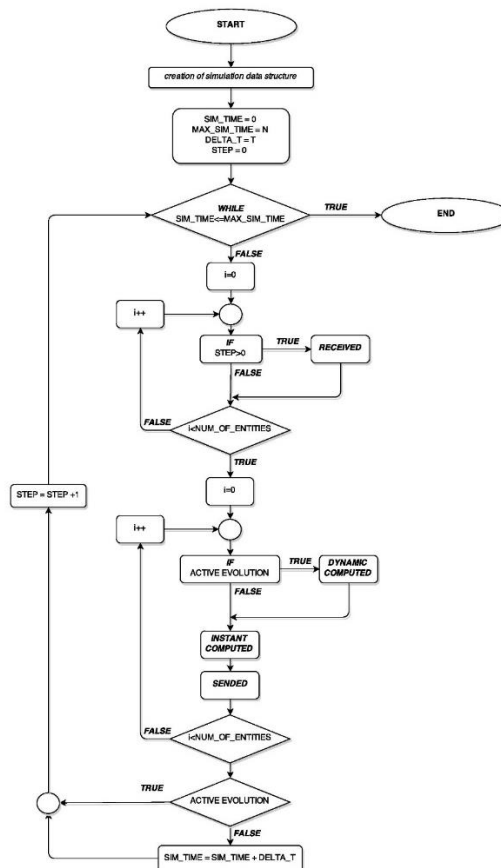 START
creation of simulation data structure
SIM_TIME = 0
MAX_SIM_TIME = N
DELTA_T = T
STEP = 0
WHILE
SIM_TIME<=MAX_SIM_TIME
TRUE
END
FALSE
i=0
i++
IF
STEP>0
TRUE
RECEIVED
FALSE
FALSE
i<NUM_OF_ENTITIES
TRUE
STEP = STEP +1
i=0
i++
IF
ACTIVE EVOLUTION
TRUE
DYNAMIC
COMPUTED
FALSE
INSTANT
COMPUTED
SENDED
FALSE
i<NUM_OF_ENTITIES
TRUE
ACTIVE EVOLUTION
FALSE
SIM_TIME = SIM_TIME + DELTA_T